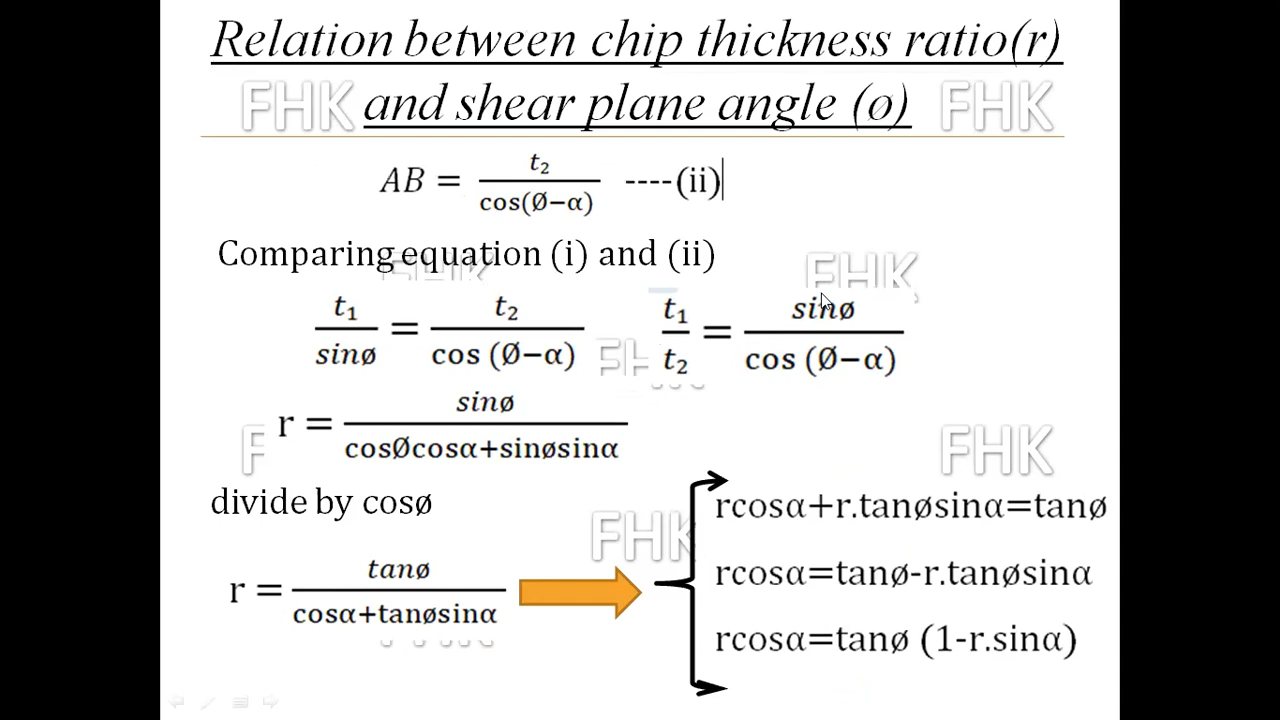 Relation between chip thickness ratio(r)
and shear plane angle (ø)
FHK FHK
AB = t₂ / cos(Ø−α) ----(ii)
Comparing equation (i) and (ii)
FHK FHK
t₁ / sinø = t₂ / cos (Ø−α) t₁ / t₂ = sinø / cos (Ø−α)
FH
r = sinø / cosØcosα+sinøsinα
F FHK
divide by cosø
rcosα+r.tanøsinα=tanø
FHK
r = tanø / cosα+tanøsinα
rcosα=tanø-r.tanøsinα
rcosα=tanø (1-r.sinα)